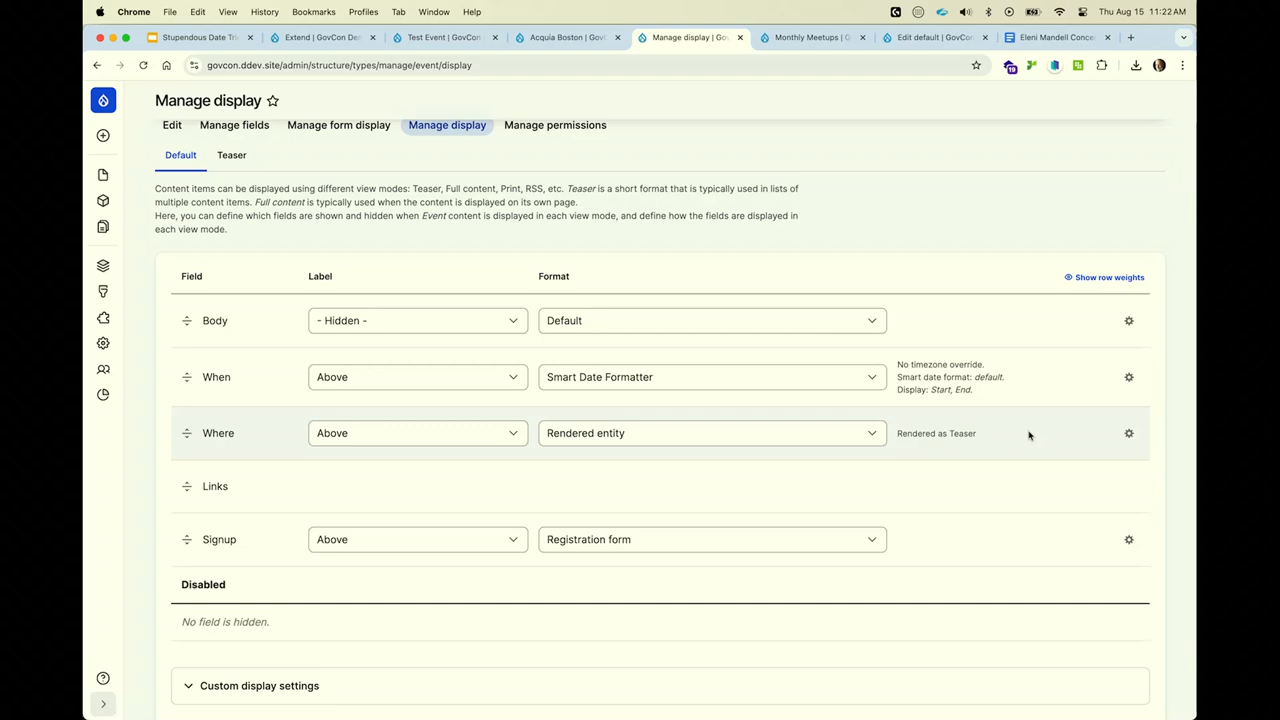 Chrome File Edit View History Bookmarks Profiles Tab Window Help Thu Aug 15 11:22 AM
Stupendous Date Tri Extend | GovCon De Test Event | GovCon Acquia Boston | Gov Manage display | Gov Monthly Meetups | G Edit default | GovCon Eleni Mandell Conce
govcon.ddev.site/admin/structure/types/manage/event/display
19
Manage display
Edit Manage fields Manage form display Manage display Manage permissions
Default Teaser
Content items can be displayed using different view modes: Teaser, Full content, Print, RSS, etc. Teaser is a short format that is typically used in lists of
multiple content items. Full content is typically used when the content is displayed on its own page.
Here, you can define which fields are shown and hidden when Event content is displayed in each view mode, and define how the fields are displayed in
each view mode.
Field Label Format Show row weights
Body - Hidden - Default
When Above Smart Date Formatter
No timezone override.
Smart date format: default.
Display: Start, End.
Where Above Rendered entity Rendered as Teaser
Links
Signup Above Registration form
Disabled
No field is hidden.
Custom display settings